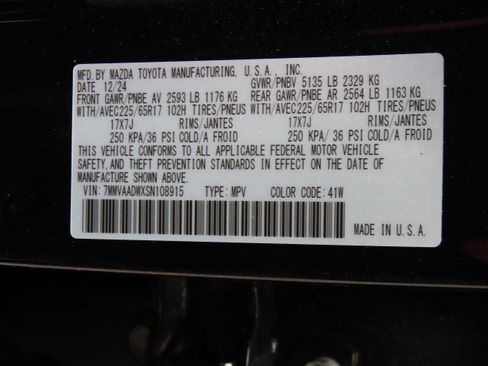 MFD. BY MAZDA TOYOTA MANUFACTURING, U.S.A., INC.
DATE 12/24 GVWR/PNBV 5135 LB 2329 KG
FRONT GAWR/PNBE AV 2593 LB 1176 KG REAR GAWR/PNBE AR 2564 LB 1163 KG
WITH/AVEC225/65R17 102H TIRES/PNEUS WITH/AVEC225/65R17 102H TIRES/PNEUS
17X7J RIMS/JANTES 17X7J RIMS/JANTES
250 KPA/36 PSI COLD/A FROID 250 KPA/ 36 PSI COLD/A FROID
THIS VEHICLE CONFORMS TO ALL APPLICABLE FEDERAL MOTOR VEHICLE
SAFETY, AND THEFT PREVENTION STANDARDS IN EFFECT ON THE DATE OF
MANUFACTURE SHOWN ABOVE.
VIN: 7MMVAADWXSN108915 TYPE: MPV COLOR CODE: 41W
MADE IN U.S.A.